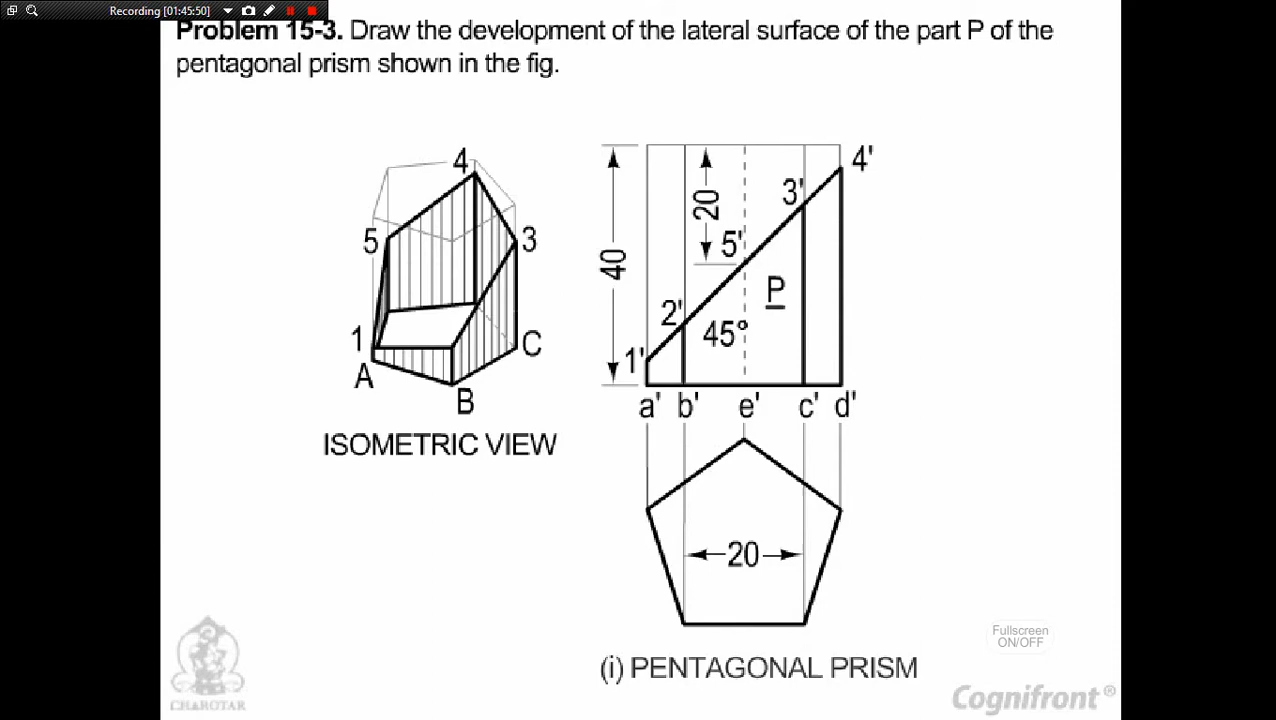 Recording [01:45:50]
Problem 15-3. Draw the development of the lateral surface of the part P of the
pentagonal prism shown in the fig.
4
5
3
1
A
B
C
ISOMETRIC VIEW
4'
3'
20
5'
40
P
2'
45°
1'
a' b' e' c' d'
20
Fullscreen
ON/OFF
(i) PENTAGONAL PRISM
CHAROTAR
Cognifront®